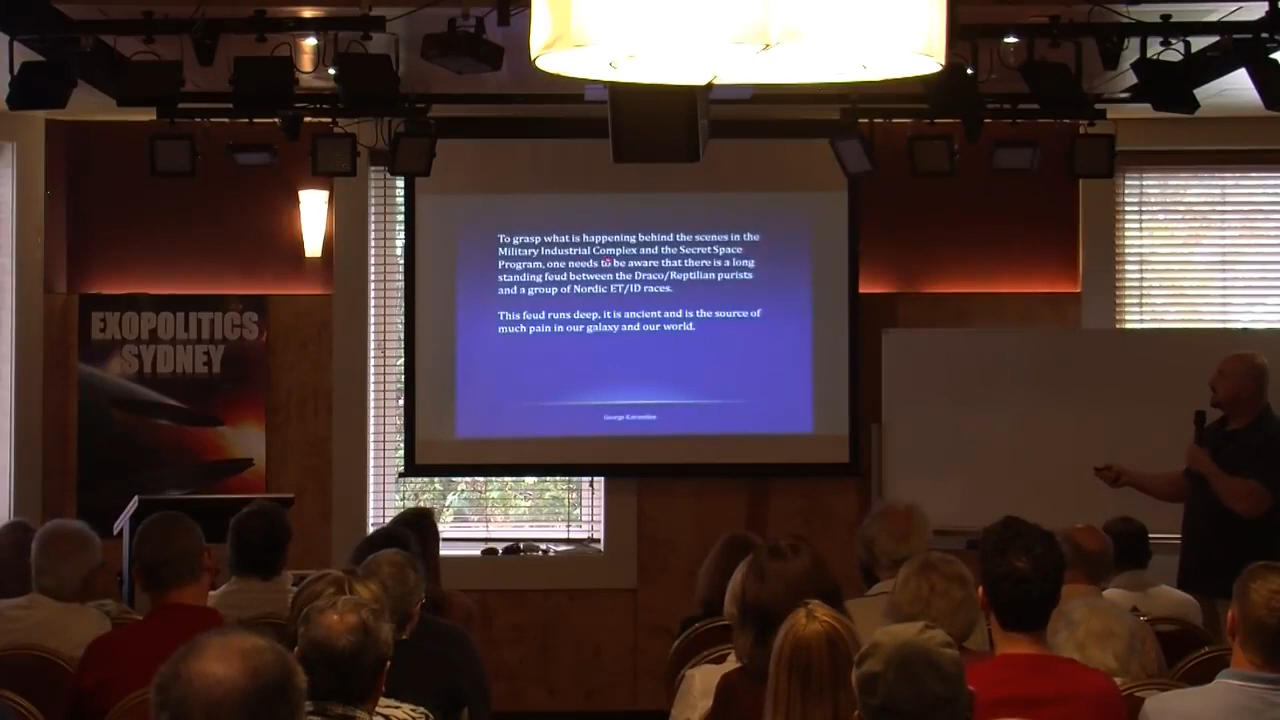 EXOPOLITICS
SYDNEY
To grasp what is happening behind the scenes in the
Military Industrial Complex and the Secret Space
Program, one needs to be aware that there is a long
standing feud between the Draco/Reptilian purists
and a group of Nordic ET/ID races.
This feud runs deep, it is ancient and is the source of
much pain in our galaxy and our world.
George